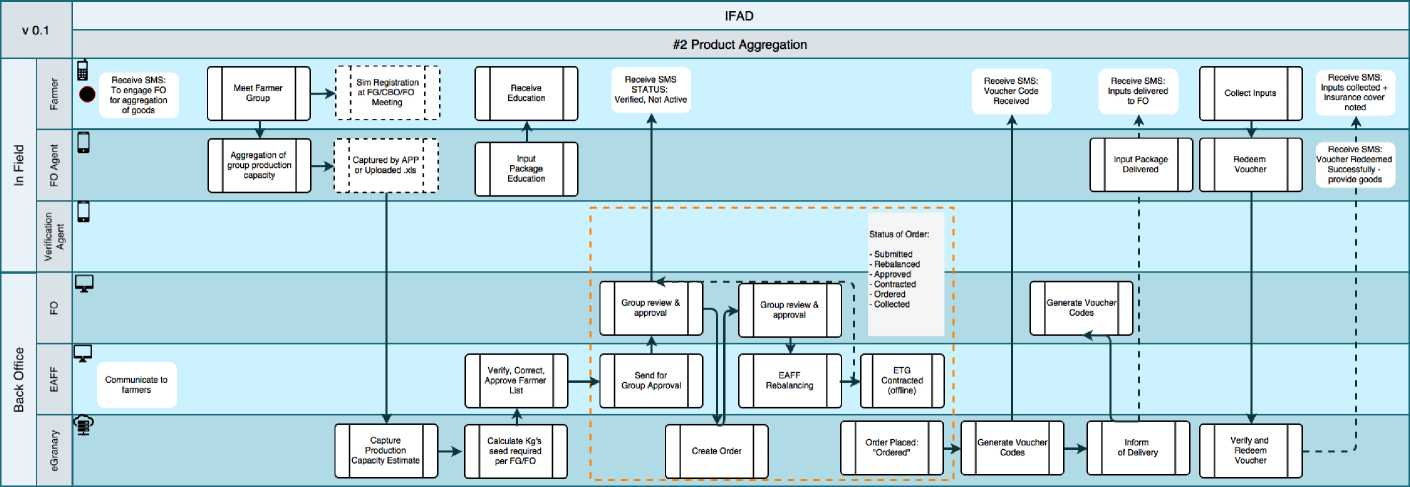 v 0.1
IFAD
#2 Product Aggregation
In Field
Farmer
Receive SMS:
To engage FO
for aggregation
of goods
Meet Farmer
Group
Sim Registration
at FG/CBO/FO
Meeting
Receive
Education
Receive SMS
STATUS:
Verified, Not Active
Receive SMS:
Voucher Code
Received
Receive SMS:
Inputs delivered
to FO
Collect Inputs
Receive SMS:
Inputs collected +
Insurance cover
noted
FO Agent
Aggregation of
group production
capacity
Captured by APP
or Uploaded .xls
Input
Package
Education
Input Package
Delivered
Redeem
Voucher
Receive SMS:
Voucher Redeemed
Successfully -
provide goods
Verification
Agent
Status of Order:
- Submitted
- Rebalanced
- Approved
- Contracted
- Ordered
- Collected
Back Office
FO
Group review &
approval
Group review &
approval
Generate Voucher
Codes
EAFF
Communicate to
farmers
Verify, Correct,
Approve Farmer
List
Send for
Group Approval
EAFF
Rebalancing
ETG
Contracted
(offline)
eGranary
Capture
Production
Capacity Estimate
Calculate Kg's
seed required
per FG/FO
Create Order
Order Placed:
"Ordered"
Generate Voucher
Codes
Inform
of Delivery
Verify and
Redeem
Voucher